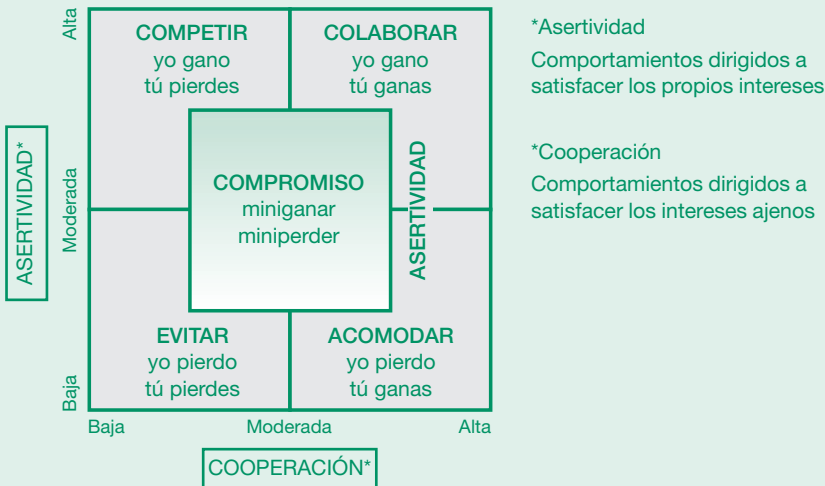 Alta
COMPETIR
yo gano
tú pierdes
COLABORAR
yo gano
tú ganas
*Asertividad
Comportamientos dirigidos a
satisfacer los propios intereses
*Cooperación
Comportamientos dirigidos a
satisfacer los intereses ajenos
ASERTIVIDAD*
Moderada
COMPROMISO
miniganar
miniperder
ASERTIVIDAD
EVITAR
yo pierdo
tú pierdes
ACOMODAR
yo pierdo
tú ganas
Baja
Baja
Moderada
Alta
COOPERACIÓN*